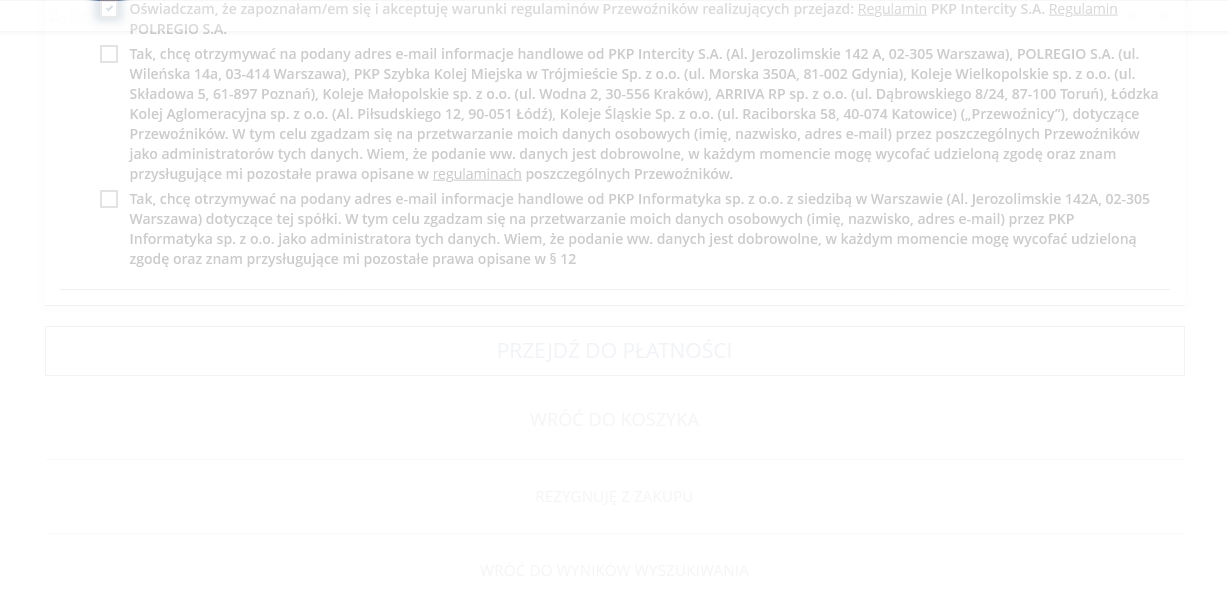 Oświadczam, że zapoznałam/em się i akceptuję warunki regulaminów Przewoźników realizujących przejazd: Regulamin PKP Intercity S.A. Regulamin
POLREGIO S.A.
Tak, chcę otrzymywać na podany adres e-mail informacje handlowe od PKP Intercity S.A. (Al. Jerozolimskie 142 A, 02-305 Warszawa), POLREGIO S.A. (ul.
Wileńska 14a, 03-414 Warszawa), PKP Szybka Kolej Miejska w Trójmieście Sp. z o.o. (ul. Morska 350A, 81-002 Gdynia), Koleje Wielkopolskie sp. z o.o. (ul.
Składowa 5, 61-897 Poznań), Koleje Małopolskie sp. z o.o. (ul. Wodna 2, 30-556 Kraków), ARRIVA RP sp. z o.o. (ul. Dąbrowskiego 8/24, 87-100 Toruń), Łódzka
Kolej Aglomeracyjna sp. z o.o. (Al. Piłsudskiego 12, 90-051 Łódź), Koleje Śląskie Sp. z o.o. (ul. Raciborska 58, 40-074 Katowice) („Przewoźnicy”), dotyczące
Przewoźników. W tym celu zgadzam się na przetwarzanie moich danych osobowych (imię, nazwisko, adres e-mail) przez poszczególnych Przewoźników
jako administratorów tych danych. Wiem, że podanie ww. danych jest dobrowolne, w każdym momencie mogę wycofać udzieloną zgodę oraz znam
przysługujące mi pozostałe prawa opisane w regulaminach poszczególnych Przewoźników.
Tak, chcę otrzymywać na podany adres e-mail informacje handlowe od PKP Informatyka sp. z o.o. z siedzibą w Warszawie (Al. Jerozolimskie 142A, 02-305
Warszawa) dotyczące tej spółki. W tym celu zgadzam się na przetwarzanie moich danych osobowych (imię, nazwisko, adres e-mail) przez PKP
Informatyka sp. z o.o. jako administratora tych danych. Wiem, że podanie ww. danych jest dobrowolne, w każdym momencie mogę wycofać udzieloną
zgodę oraz znam przysługujące mi pozostałe prawa opisane w § 12
PRZEJDŹ DO PŁATNOŚCI
WRÓĆ DO KOSZYKA
REZYGNUJĘ Z ZAKUPU
WRÓĆ DO WYNIKÓW WYSZUKIWANIA